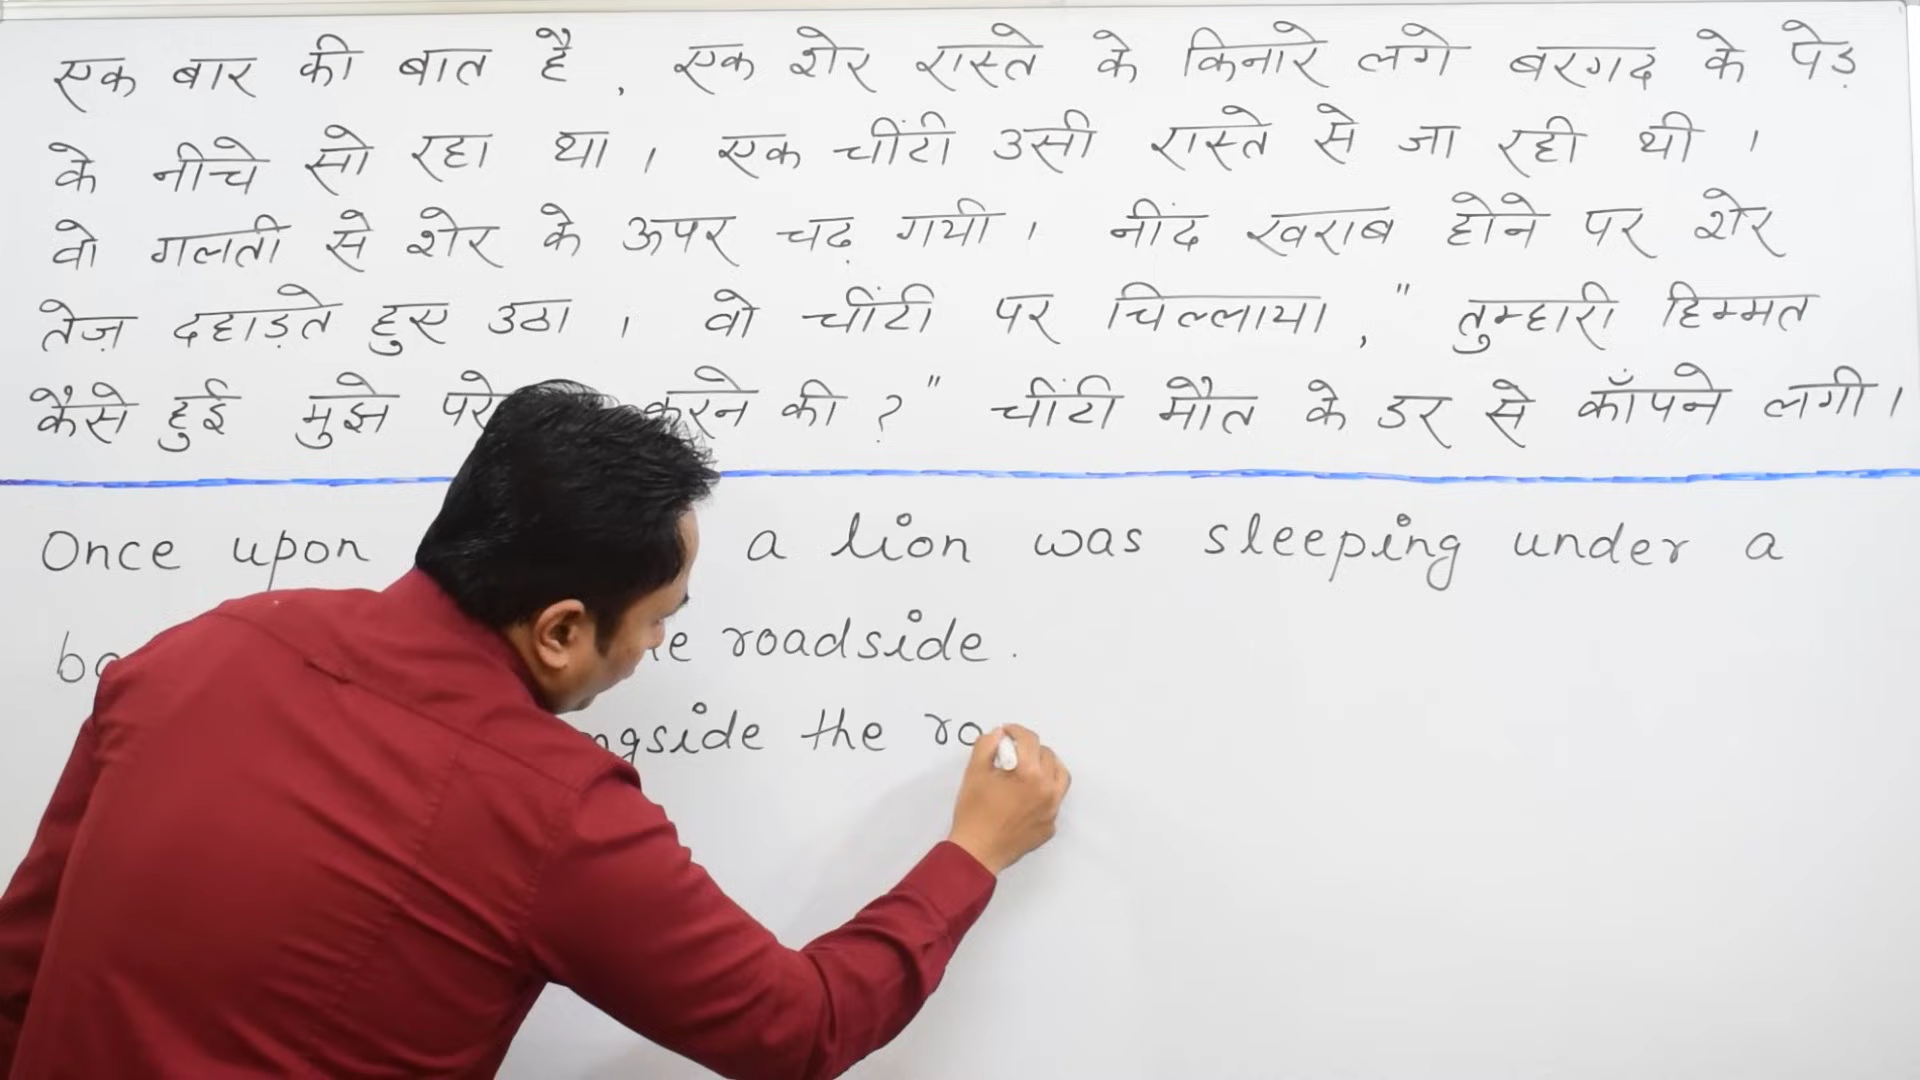 एक बार की बात है, एक शेर रास्ते के किनारे लगे बरगद के पेड़
के नीचे सो रहा था। एक चींटी उसी रास्ते से जा रही थी।
वो गलती से शेर के ऊपर चढ़ गयी। नींद खराब होने पर शेर
तेज़ दहाड़ते हुए उठा। वो चींटी पर चिल्लाया, "तुम्हारी हिम्मत
कैसे हुई मुझे करने की ?" चींटी मौत के डर से काँपने लगी।
Once upon a lion was sleeping under a
roadside.
the